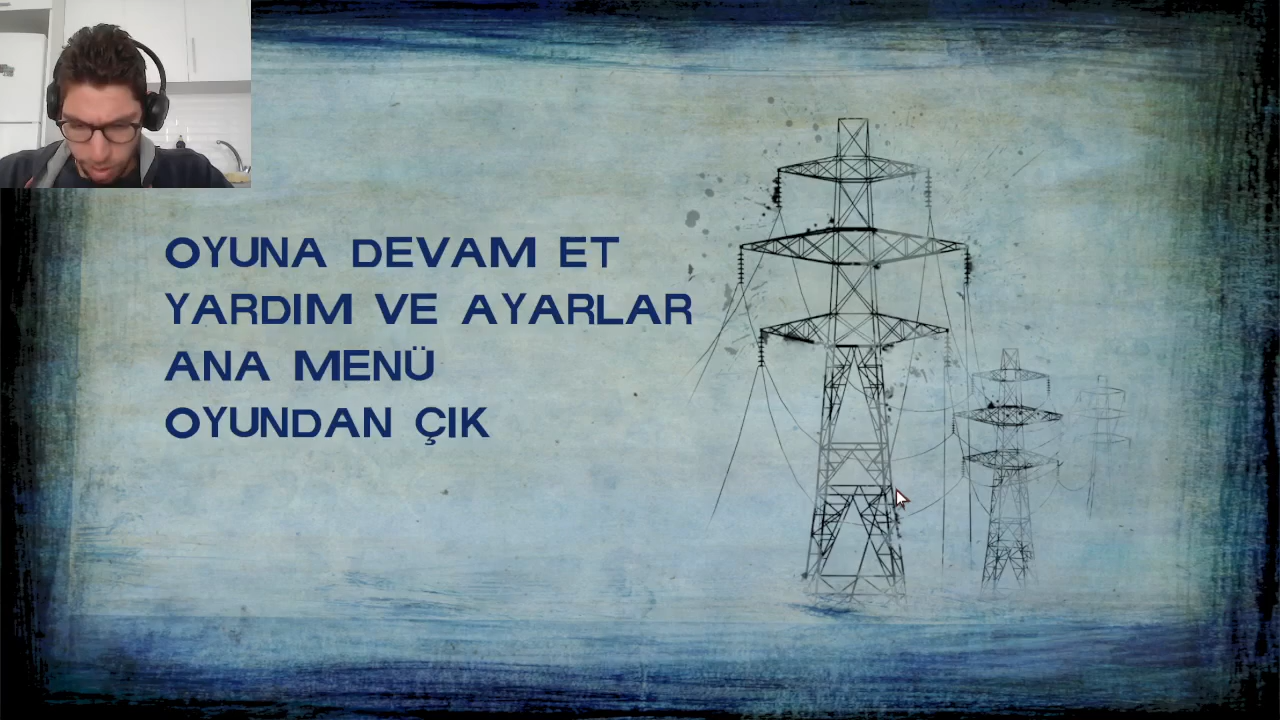 OYUNA DEVAM ET
YARDIM VE AYARLAR
ANA MENÜ
OYUNDAN ÇIK